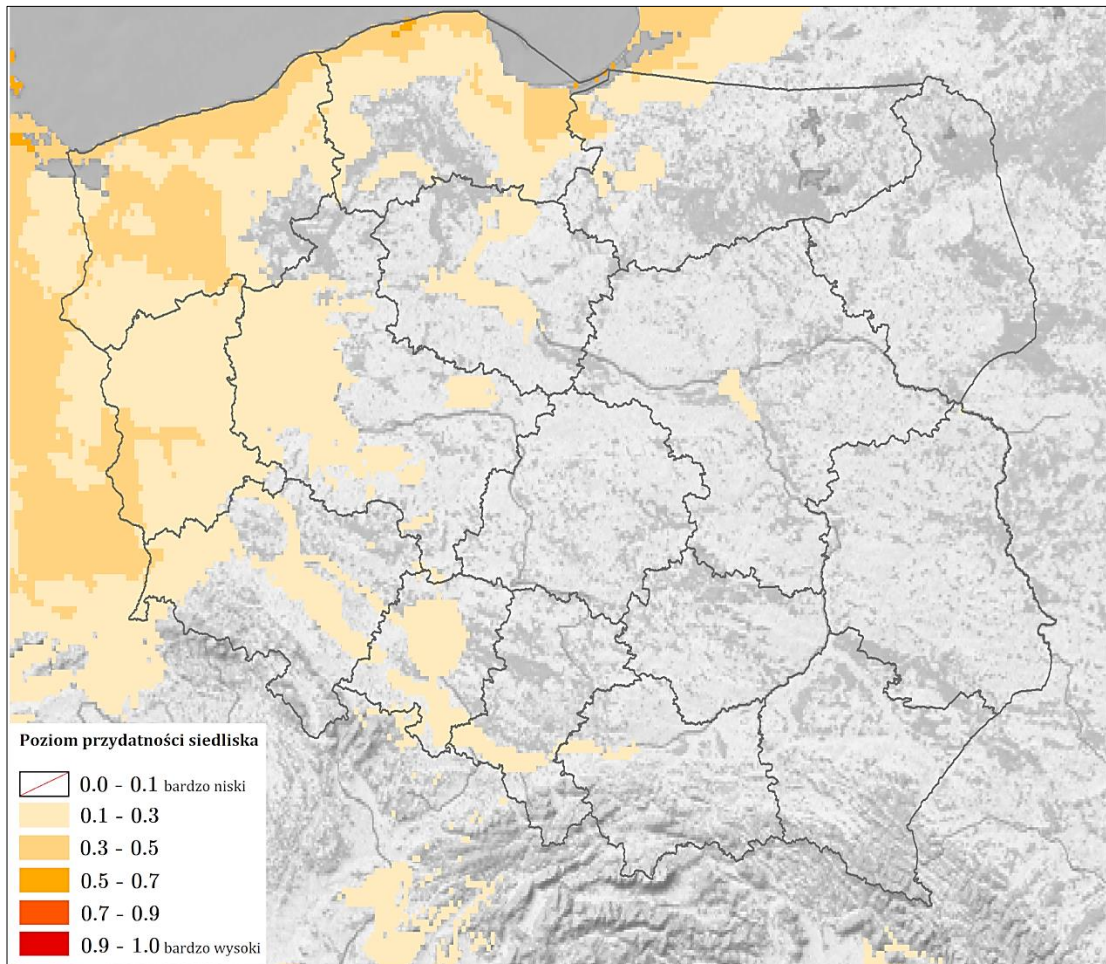 Poziom przydatności siedliska
0.0 - 0.1 bardzo niski
0.1 - 0.3
0.3 - 0.5
0.5 - 0.7
0.7 - 0.9
0.9 - 1.0 bardzo wysoki